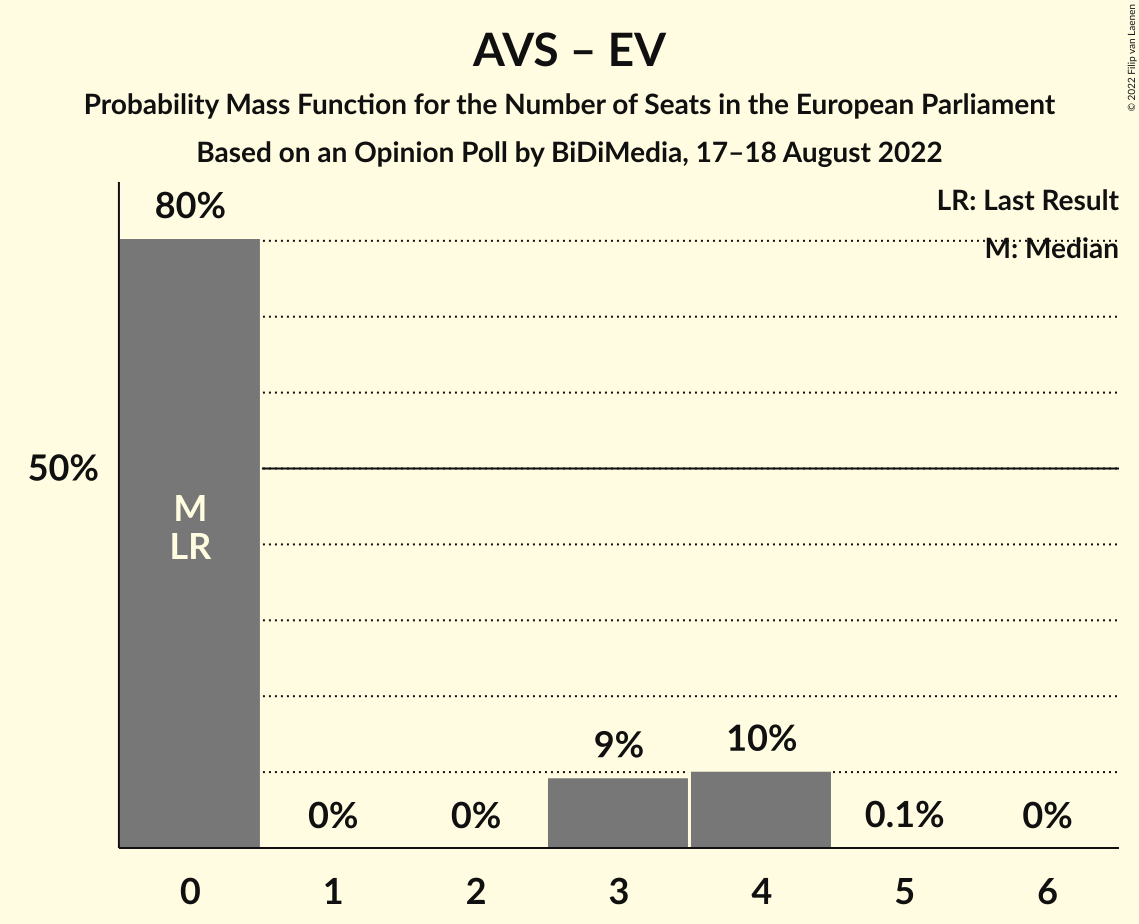 AVS – EV
Probability Mass Function for the Number of Seats in the European Parliament
Based on an Opinion Poll by BiDiMedia, 17–18 August 2022
© 2022 Filip van Laenen
LR: Last Result
M: Median
80%
50%
M
LR
0%
0%
9%
10%
0.1%
0%
0
1
2
3
4
5
6